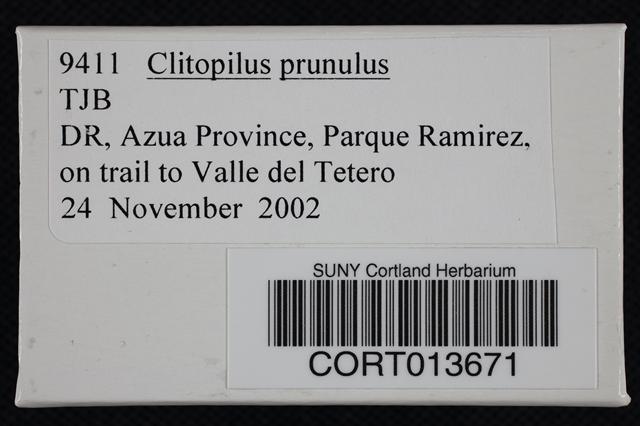 9411 Clitopilus prunulus
TJB
DR, Azua Province, Parque Ramirez,
on trail to Valle del Tetero
24 November 2002
SUNY Cortland Herbarium
CORT013671